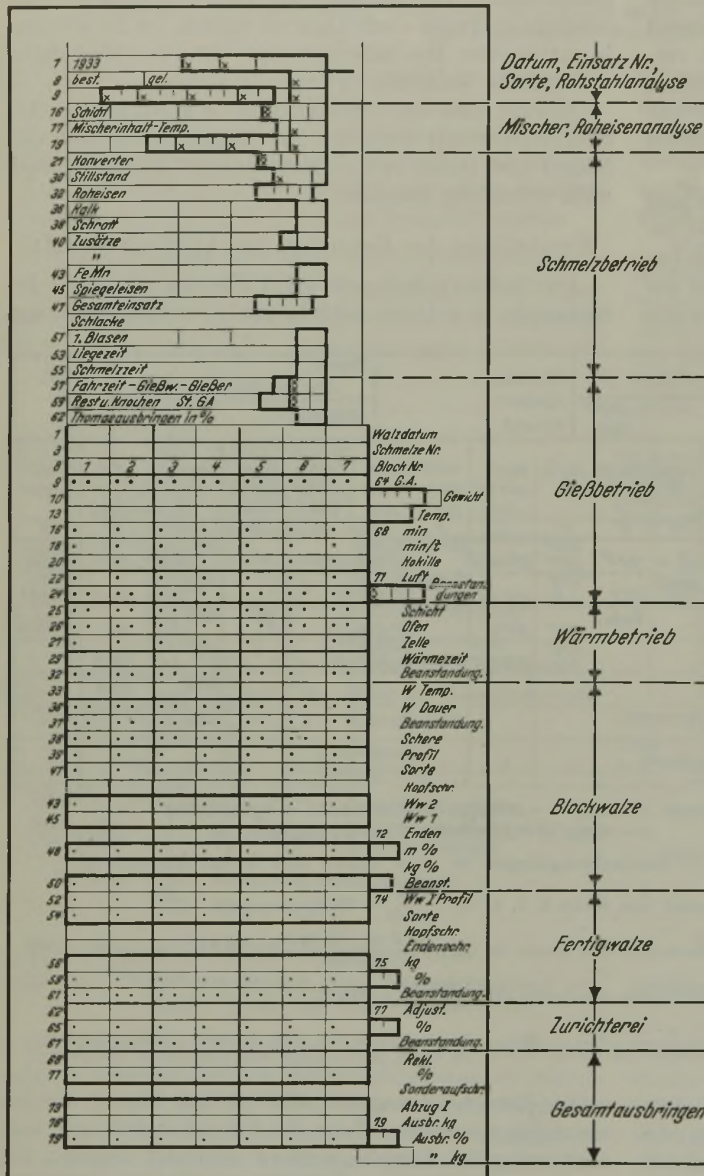 1 1933 Datum, Einsatz Nr.,
8 best. gel. Sorte, Rohstahlanalyse
9
16 Schicht
17 Mischerinhalt-Temp. Mischer, Roheisenanalyse
19
21 Konverter
30 Stillstand
32 Roheisen
36 Kalk
38 Schrott
40 Zusätze
" Schmelzbetrieb
43 Fe Mn
45 Spiegeleisen
47 Gesamteinsatz
Schlacke
51 1. Blasen
53 Liegezeit
55 Schmelzzeit
57 Fahrzeit - Gießw. - Gießer
59 Rest u. Knochen St. G A
62 Thomasausbringen in %
1 Walzdatum
3 Schmelze Nr.
8 1 2 3 4 5 6 7 Block Nr
9 64 G.A.
10 Gewicht Gießbetrieb
13 Temp.
16 68 min
18 min/t
20 Kokille
22 71 Luft
24 Beanstandungen
25 Schicht
26 Ofen
27 Zelle Wärmbetrieb
29 Wärmezeit
32 Beanstandung.
33 W Temp.
36 W Dauer
37 Beanstandung.
38 Schere
39 Profil
41 Sorte
Kopfschr.
43 Ww 2 Blockwalze
45 Ww 1
72 Enden
48 m %
kg %
50 Beanst.
52 74 Ww I Profil
54 Sorte
Kopfschr.
Endenschr. Fertigwalze
56 75 kg
59 %
61 Beanstandung.
62 77 Adjust.
65 % Zurichterei
67 Beanstandung.
68 Rekl.
71 %
Sonderaufschr.
73 Abzug I Gesamtausbringen
79 Ausbr. kg
79 Ausbr. %
" kg